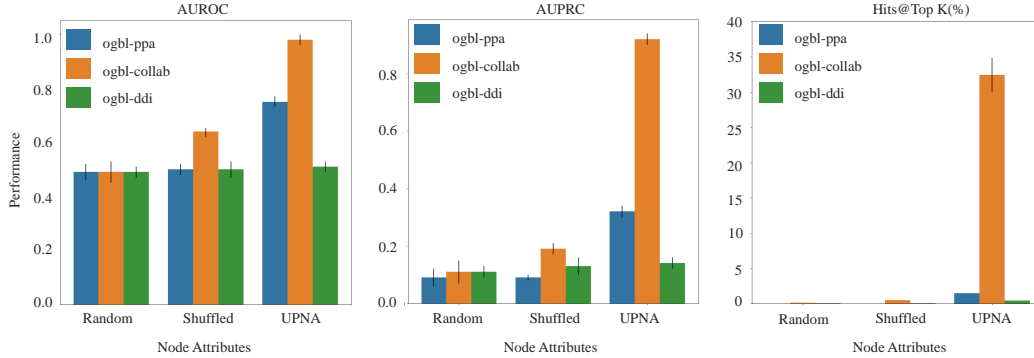 AUROC
Performance
1.0
0.8
0.6
0.4
0.2
0.0
ogbl-ppa
ogbl-collab
ogbl-ddi
Random Shuffled UPNA
Node Attributes
AUPRC
0.8
0.6
0.4
0.2
0.0
ogbl-ppa
ogbl-collab
ogbl-ddi
Random Shuffled UPNA
Node Attributes
Hits@Top K(%)
40
35
30
25
20
15
10
5
0
ogbl-ppa
ogbl-collab
ogbl-ddi
Random Shuffled UPNA
Node Attributes